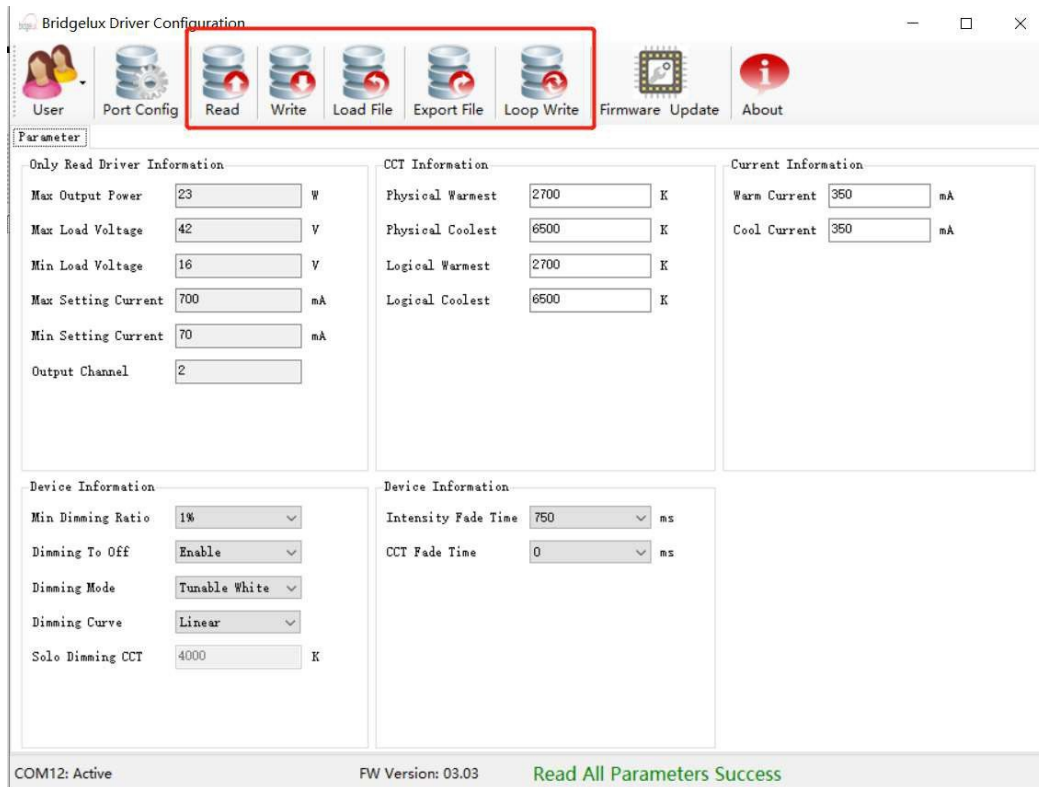 Bridgelux Driver Configuration
User Port Config Read Write Load File Export File Loop Write Firmware Update About
Parameter
Only Read Driver Information
Max Output Power 23 W
Max Load Voltage 42 V
Min Load Voltage 16 V
Max Setting Current 700 mA
Min Setting Current 70 mA
Output Channel 2
CCT Information
Physical Warmest 2700 K
Physical Coolest 6500 K
Logical Warmest 2700 K
Logical Coolest 6500 K
Current Information
Warm Current 350 mA
Cool Current 350 mA
Device Information
Min Dimming Ratio 1%
Dimming To Off Enable
Dimming Mode Tunable White
Dimming Curve Linear
Solo Dimming CCT 4000 K
Device Information
Intensity Fade Time 750 ms
CCT Fade Time 0 ms
COM12: Active FW Version: 03.03 Read All Parameters Success